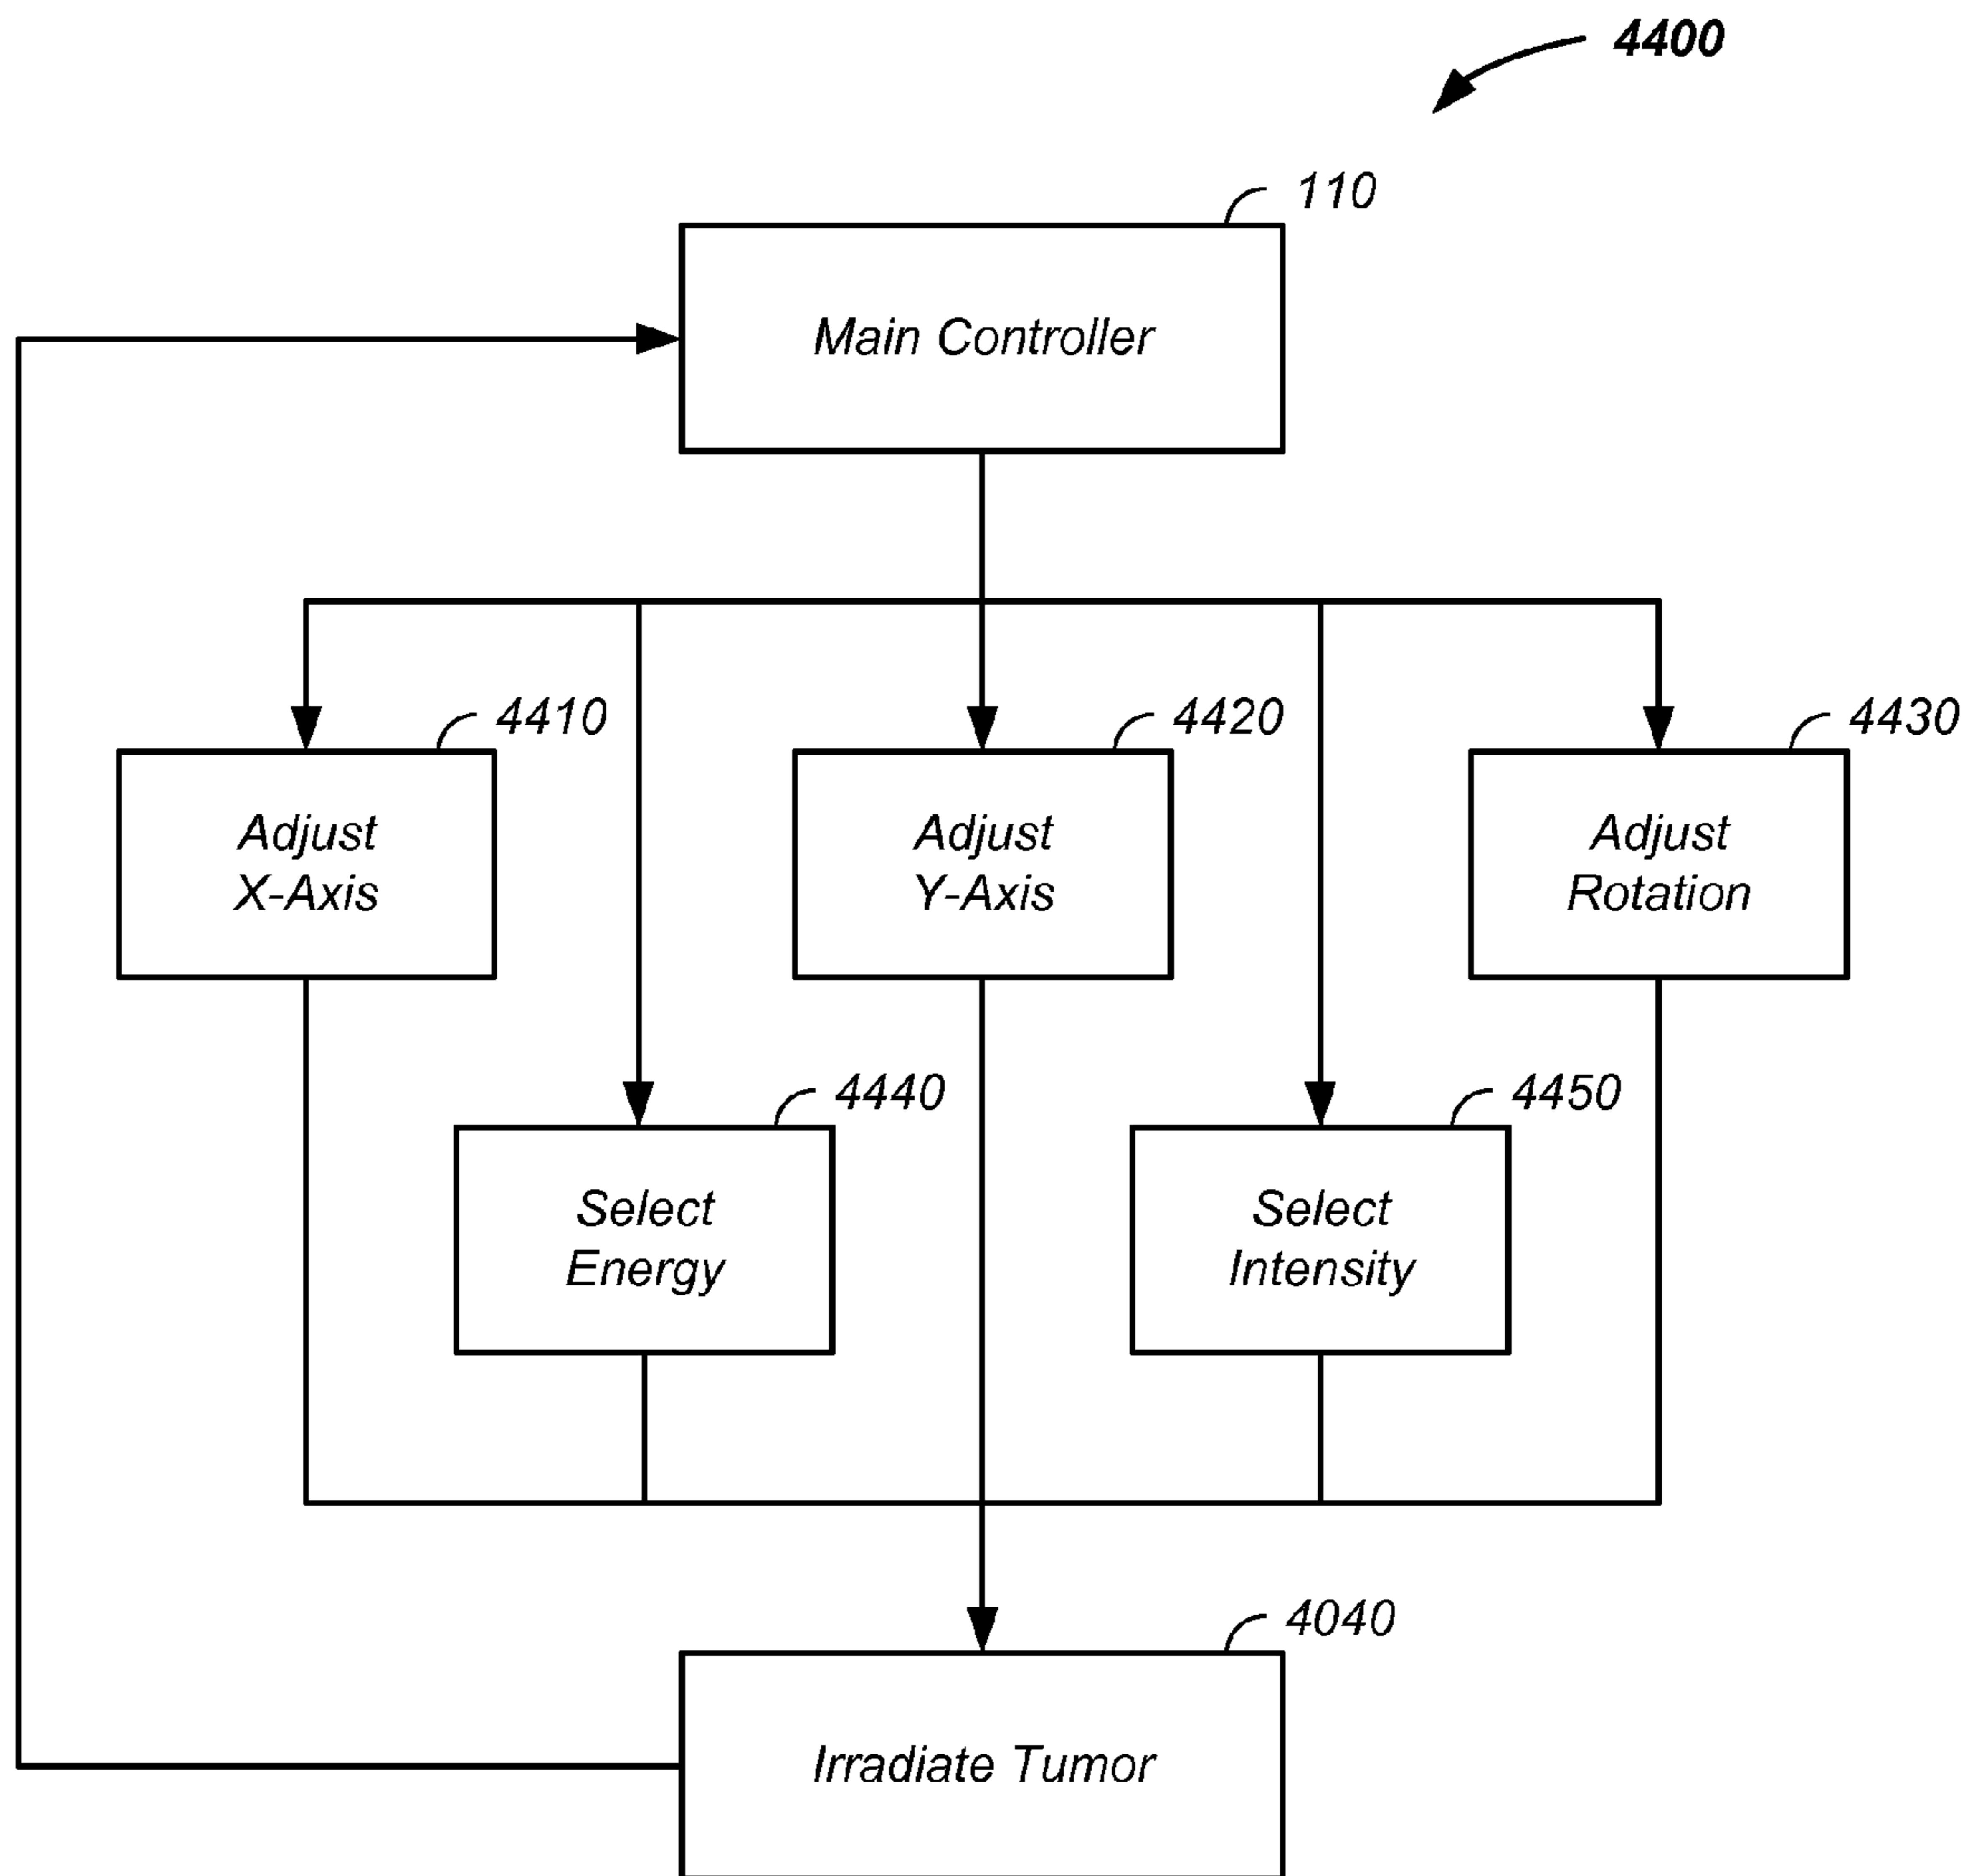 4400
110
Main Controller
4410
4420
4430
Adjust
X-Axis
Adjust
Y-Axis
Adjust
Rotation
4440
4450
Select
Energy
Select
Intensity
4040
Irradiate Tumor